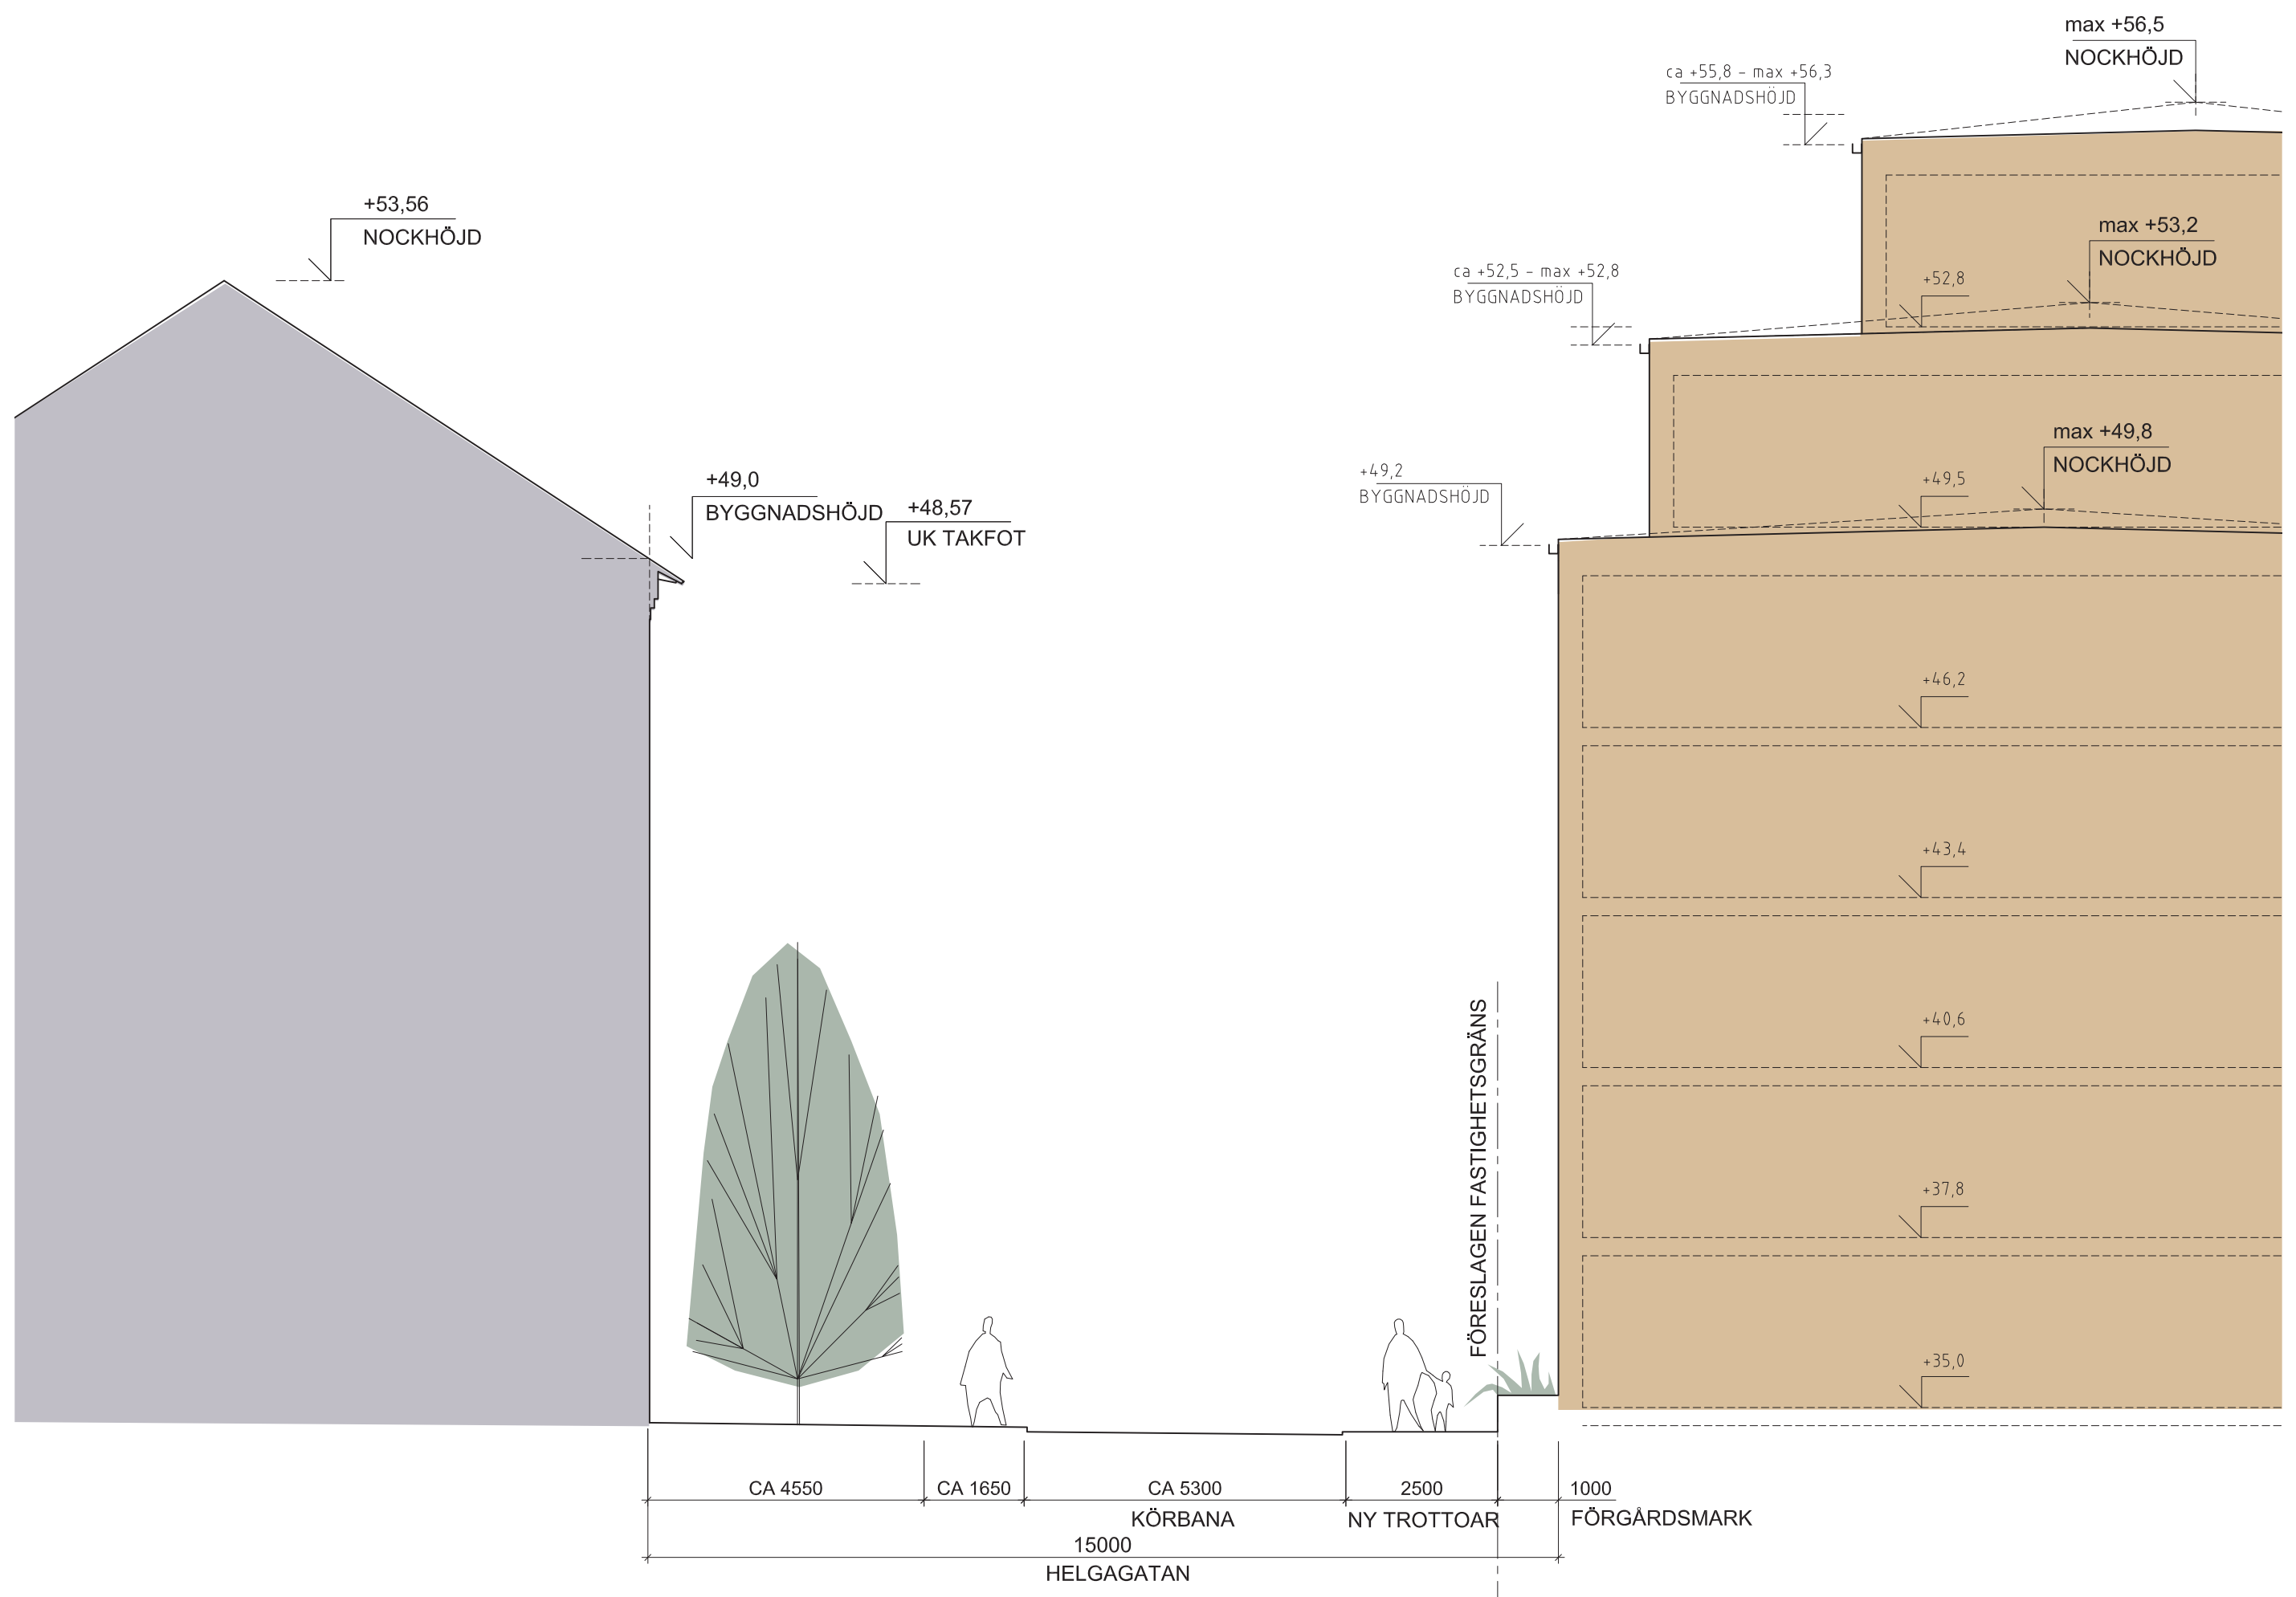 max +56,5
NOCKHÖJD
ca +55,8 - max +56,3
BYGGNADSHÖJD
+53,56
NOCKHÖJD
max +53,2
NOCKHÖJD
ca +52,5 - max +52,8
BYGGNADSHÖJD
+52,8
+49,0
BYGGNADSHÖJD
+48,57
UK TAKFOT
+49,2
BYGGNADSHÖJD
max +49,8
NOCKHÖJD
+49,5
+46,2
+43,4
+40,6
+37,8
+35,0
FÖRESLAGEN FASTIGHETSGRÄNS
CA 4550
CA 1650
CA 5300
2500
1000
KÖRBANA
NY TROTTOAR
FÖRGÅRDSMARK
15000
HELGAGATAN